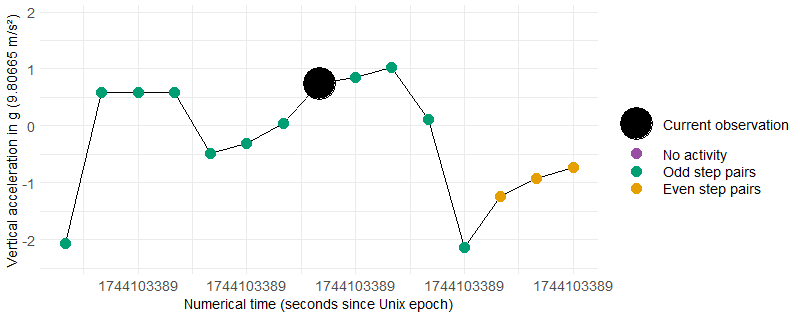 Vertical acceleration in g (9.80665 m/s²)
2
1
0
-1
-2
1744103389 1744103389 1744103389 1744103389 1744103389
Numerical time (seconds since Unix epoch)
Current observation
No activity
Odd step pairs
Even step pairs